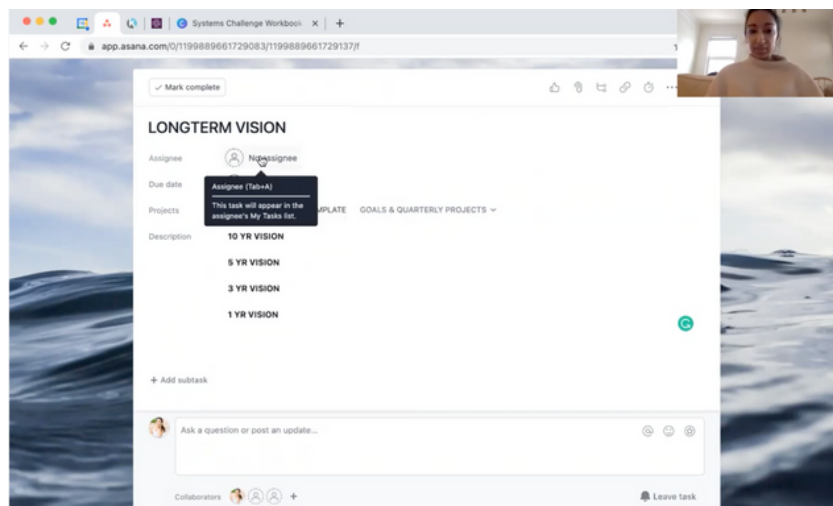 Systems Challenge Workbook
app.asana.com/0/1199889661729083/1199889661729137/f
Mark complete
LONGTERM VISION
Assignee
No assignee
Due date
Assignee (Tab+A)
This task will appear in the
assignee's My Tasks list.
Projects
GOALS & QUARTERLY PROJECTS
Description
10 YR VISION
5 YR VISION
3 YR VISION
1 YR VISION
+ Add subtask
Ask a question or post an update...
Collaborators
Leave task